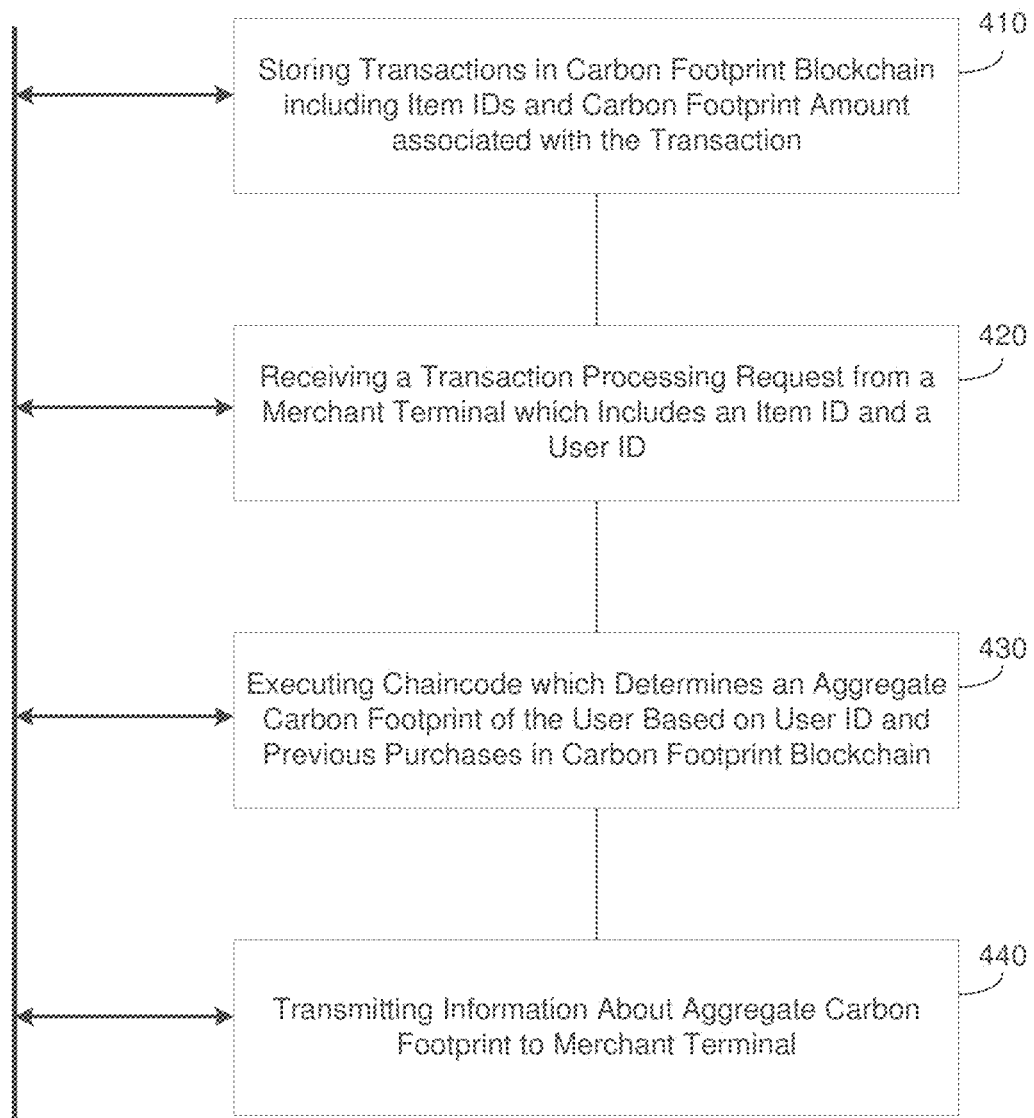 410
Storing Transactions in Carbon Footprint Blockchain
including Item IDs and Carbon Footprint Amount
associated with the Transaction
420
Receiving a Transaction Processing Request from a
Merchant Terminal which Includes an Item ID and a
User ID
430
Executing Chaincode which Determines an Aggregate
Carbon Footprint of the User Based on User ID and
Previous Purchases in Carbon Footprint Blockchain
440
Transmitting Information About Aggregate Carbon
Footprint to Merchant Terminal